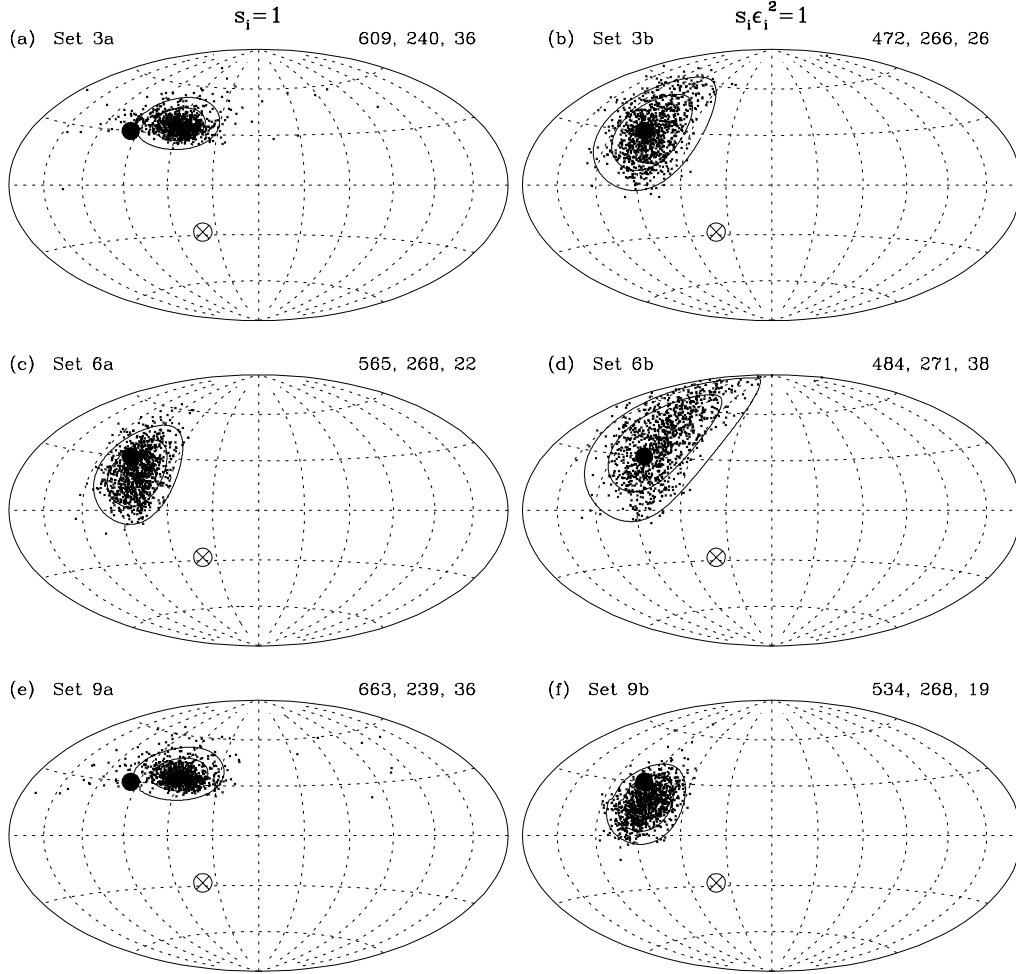 s_i=1
s_iϵ_i^2=1
(a) Set 3a 609, 240, 36
(b) Set 3b 472, 266, 26
(c) Set 6a 565, 268, 22
(d) Set 6b 484, 271, 38
(e) Set 9a 663, 239, 36
(f) Set 9b 534, 268, 19